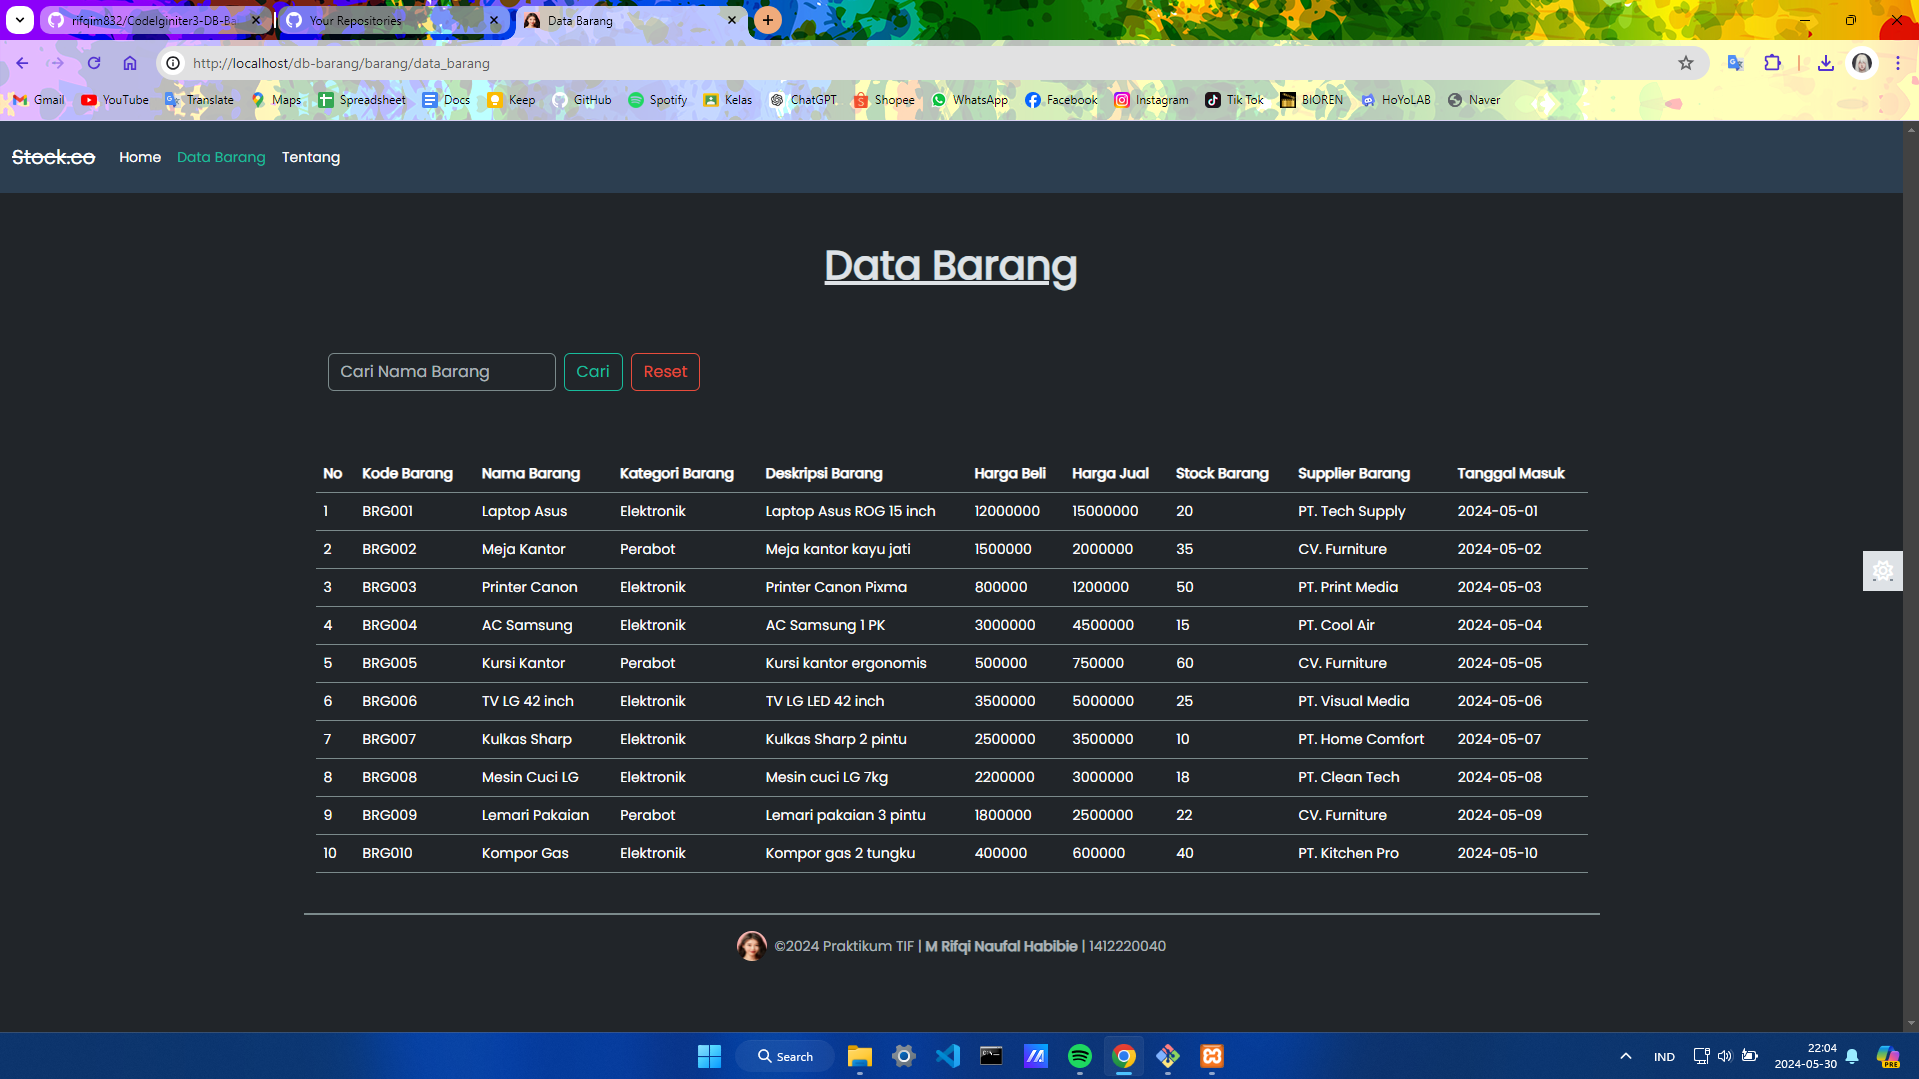 rifqim832/CodeIginiter3-DB-Ba
Your Repositories
Data Barang
http://localhost/db-barang/barang/data_barang
Gmail YouTube Translate Maps Spreadsheet Docs Keep GitHub Spotify Kelas ChatGPT Shopee WhatsApp Facebook Instagram Tik Tok BIOREN HoYoLAB Naver
Stock.co Home Data Barang Tentang
Data Barang
Cari Nama Barang Cari Reset
No Kode Barang Nama Barang Kategori Barang Deskripsi Barang Harga Beli Harga Jual Stock Barang Supplier Barang Tanggal Masuk
1 BRG001 Laptop Asus Elektronik Laptop Asus ROG 15 inch 12000000 15000000 20 PT. Tech Supply 2024-05-01
2 BRG002 Meja Kantor Perabot Meja kantor kayu jati 1500000 2000000 35 CV. Furniture 2024-05-02
3 BRG003 Printer Canon Elektronik Printer Canon Pixma 800000 1200000 50 PT. Print Media 2024-05-03
4 BRG004 AC Samsung Elektronik AC Samsung 1 PK 3000000 4500000 15 PT. Cool Air 2024-05-04
5 BRG005 Kursi Kantor Perabot Kursi kantor ergonomis 500000 750000 60 CV. Furniture 2024-05-05
6 BRG006 TV LG 42 inch Elektronik TV LG LED 42 inch 3500000 5000000 25 PT. Visual Media 2024-05-06
7 BRG007 Kulkas Sharp Elektronik Kulkas Sharp 2 pintu 2500000 3500000 10 PT. Home Comfort 2024-05-07
8 BRG008 Mesin Cuci LG Elektronik Mesin cuci LG 7kg 2200000 3000000 18 PT. Clean Tech 2024-05-08
9 BRG009 Lemari Pakaian Perabot Lemari pakaian 3 pintu 1800000 2500000 22 CV. Furniture 2024-05-09
10 BRG010 Kompor Gas Elektronik Kompor gas 2 tungku 400000 600000 40 PT. Kitchen Pro 2024-05-10
©2024 Praktikum TIF | M Rifqi Naufal Habibie | 1412220040
Search
IND
22:04
2024-05-30
PRE